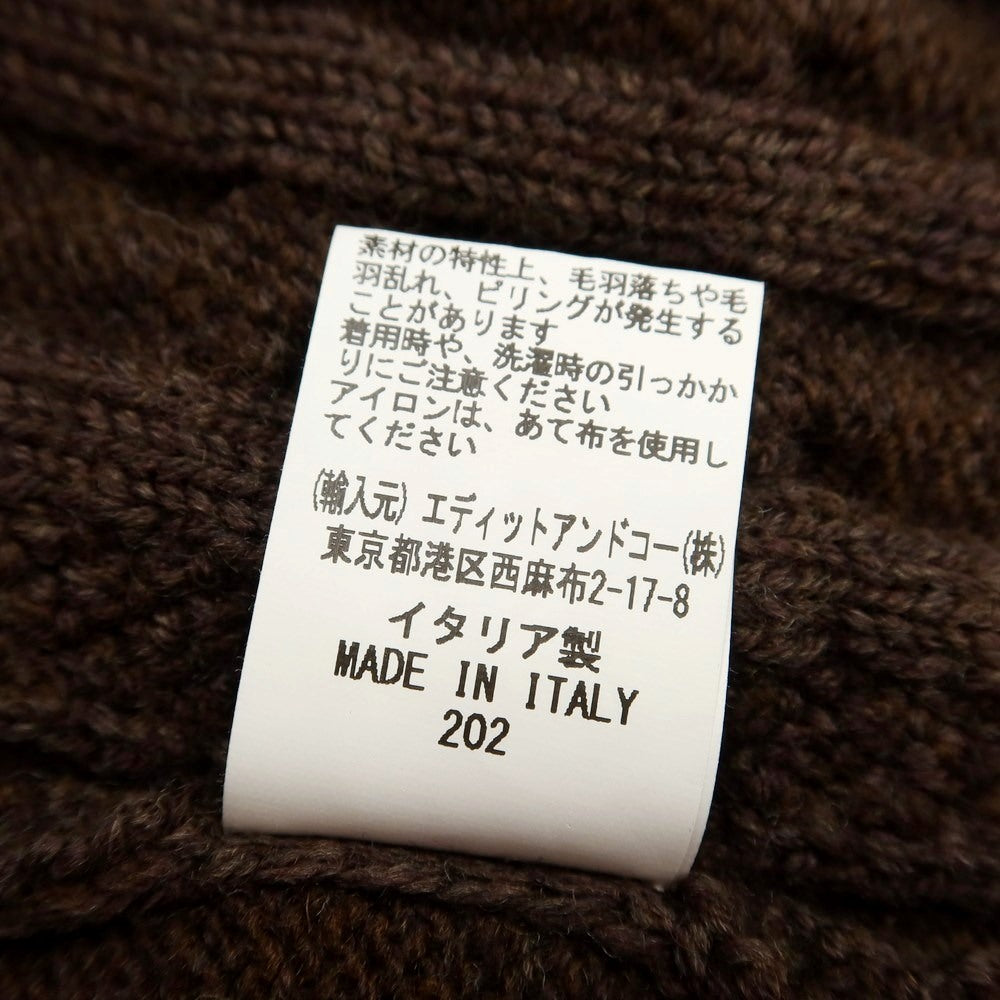 素材の特性上、毛羽落ちや毛
羽乱れ、ピリングが発生する
ことがあります
着用時や、洗濯時の引っかか
りにご注意ください
アイロンは、あて布を使用し
てください
(輸入元) エディットアンドコー(株)
東京都港区西麻布2-17-8
イタリア製
MADE IN ITALY
202